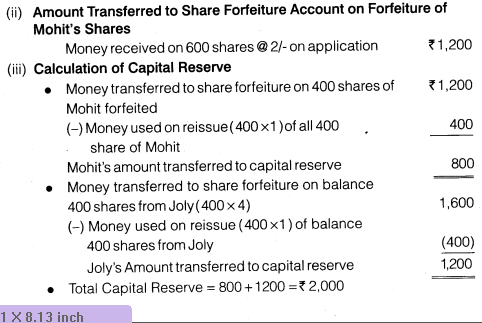 (ii) Amount Transferred to Share Forfeiture Account on Forfeiture of
Mohit's Shares
Money received on 600 shares @ 2/- on application ₹1,200
(iii) Calculation of Capital Reserve
• Money transferred to share forfeiture on 400 shares of ₹1,200
Mohit forfeited
(–) Money used on reissue (400 × 1) of all 400 400
share of Mohit
Mohit's amount transferred to capital reserve 800
• Money transferred to share forfeiture on balance
400 shares from Joly (400 × 4) 1,600
(–) Money used on reissue (400 × 1) of balance
400 shares from Joly (400)
Joly's Amount transferred to capital reserve 1,200
• Total Capital Reserve = 800 + 1200 = ₹ 2,000
1 X 8.13 inch